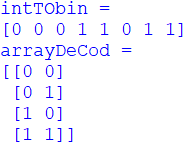 intTObin =
[0 0 0 1 1 0 1 1]
arrayDeCod =
[[0 0]
[0 1]
[1 0]
[1 1]]